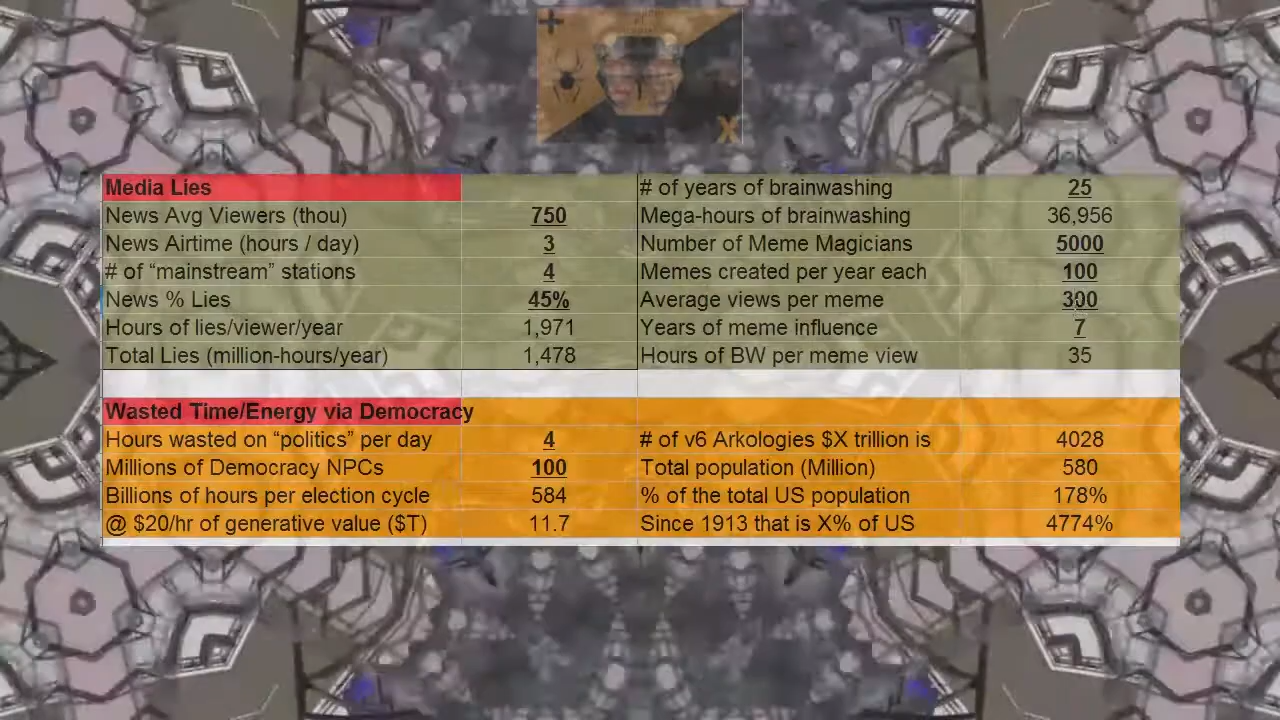 X
Media Lies # of years of brainwashing 25
News Avg Viewers (thou) 750 Mega-hours of brainwashing 36,956
News Airtime (hours / day) 3 Number of Meme Magicians 5000
# of “mainstream” stations 4 Memes created per year each 100
News % Lies 45% Average views per meme 300
Hours of lies/viewer/year 1,971 Years of meme influence 7
Total Lies (million-hours/year) 1,478 Hours of BW per meme view 35
Wasted Time/Energy via Democracy
Hours wasted on “politics” per day 4 # of v6 Arkologies $X trillion is 4028
Millions of Democracy NPCs 100 Total population (Million) 580
Billions of hours per election cycle 584 % of the total US population 178%
@ $20/hr of generative value ($T) 11.7 Since 1913 that is X% of US 4774%